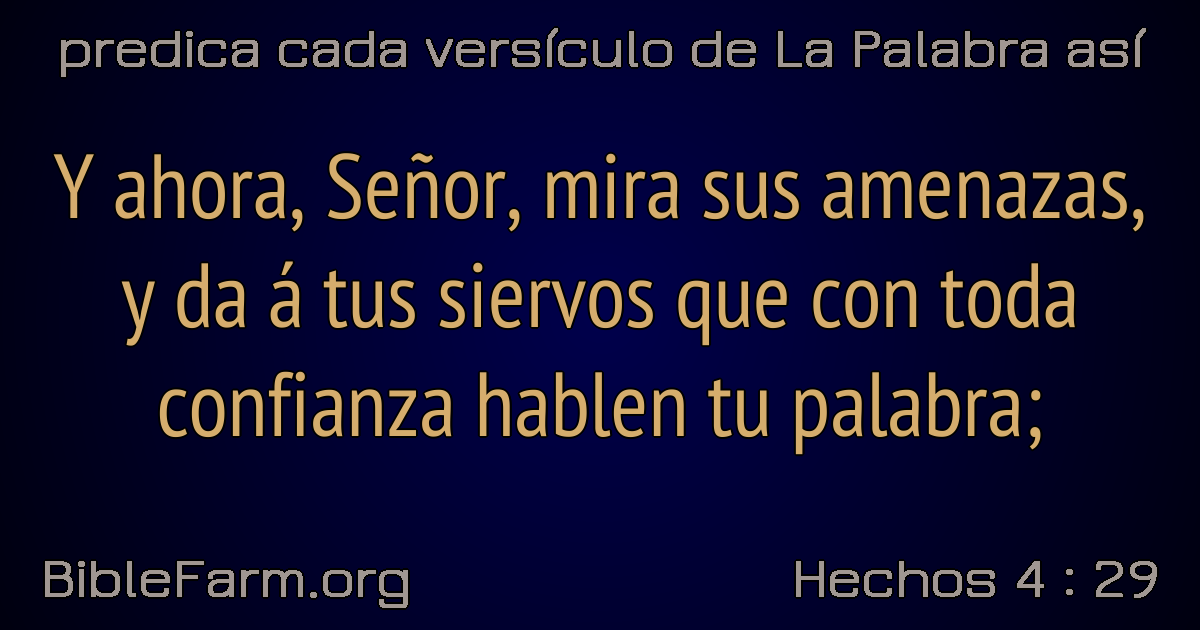 predica cada versículo de La Palabra así
Y ahora, Señor, mira sus amenazas,
y da á tus siervos que con toda
confianza hablen tu palabra;
BibleFarm.org
Hechos 4 : 29